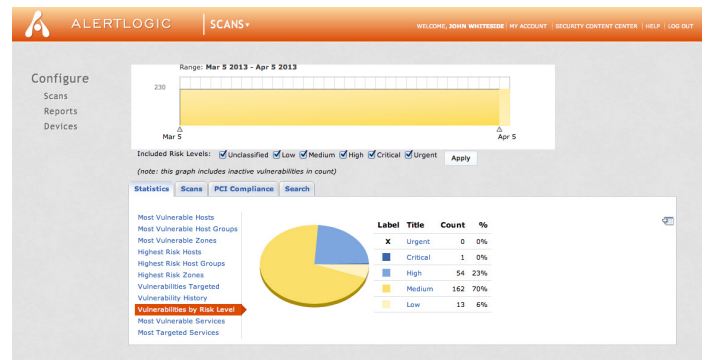 ALERTLOGIC SCANS▾ WELCOME, JOHN WHITESIDE | MY ACCOUNT | SECURITY CONTENT CENTER | HELP | LOG OUT
Configure
Scans
Reports
Devices
Range: Mar 5 2013 - Apr 5 2013
230
Mar 5 Apr 5
Included Risk Levels: Unclassified Low Medium High Critical Urgent Apply
(note: this graph includes inactive vulnerabilities in count)
Statistics Scans PCI Compliance Search
Most Vulnerable Hosts
Most Vulnerable Host Groups
Most Vulnerable Zones
Highest Risk Hosts
Highest Risk Host Groups
Highest Risk Zones
Vulnerabilities Targeted
Vulnerability History
Vulnerabilities by Risk Level
Most Vulnerable Services
Most Targeted Services
Label Title Count %
X Urgent 0 0%
Critical 1 0%
High 54 23%
Medium 162 70%
Low 13 6%